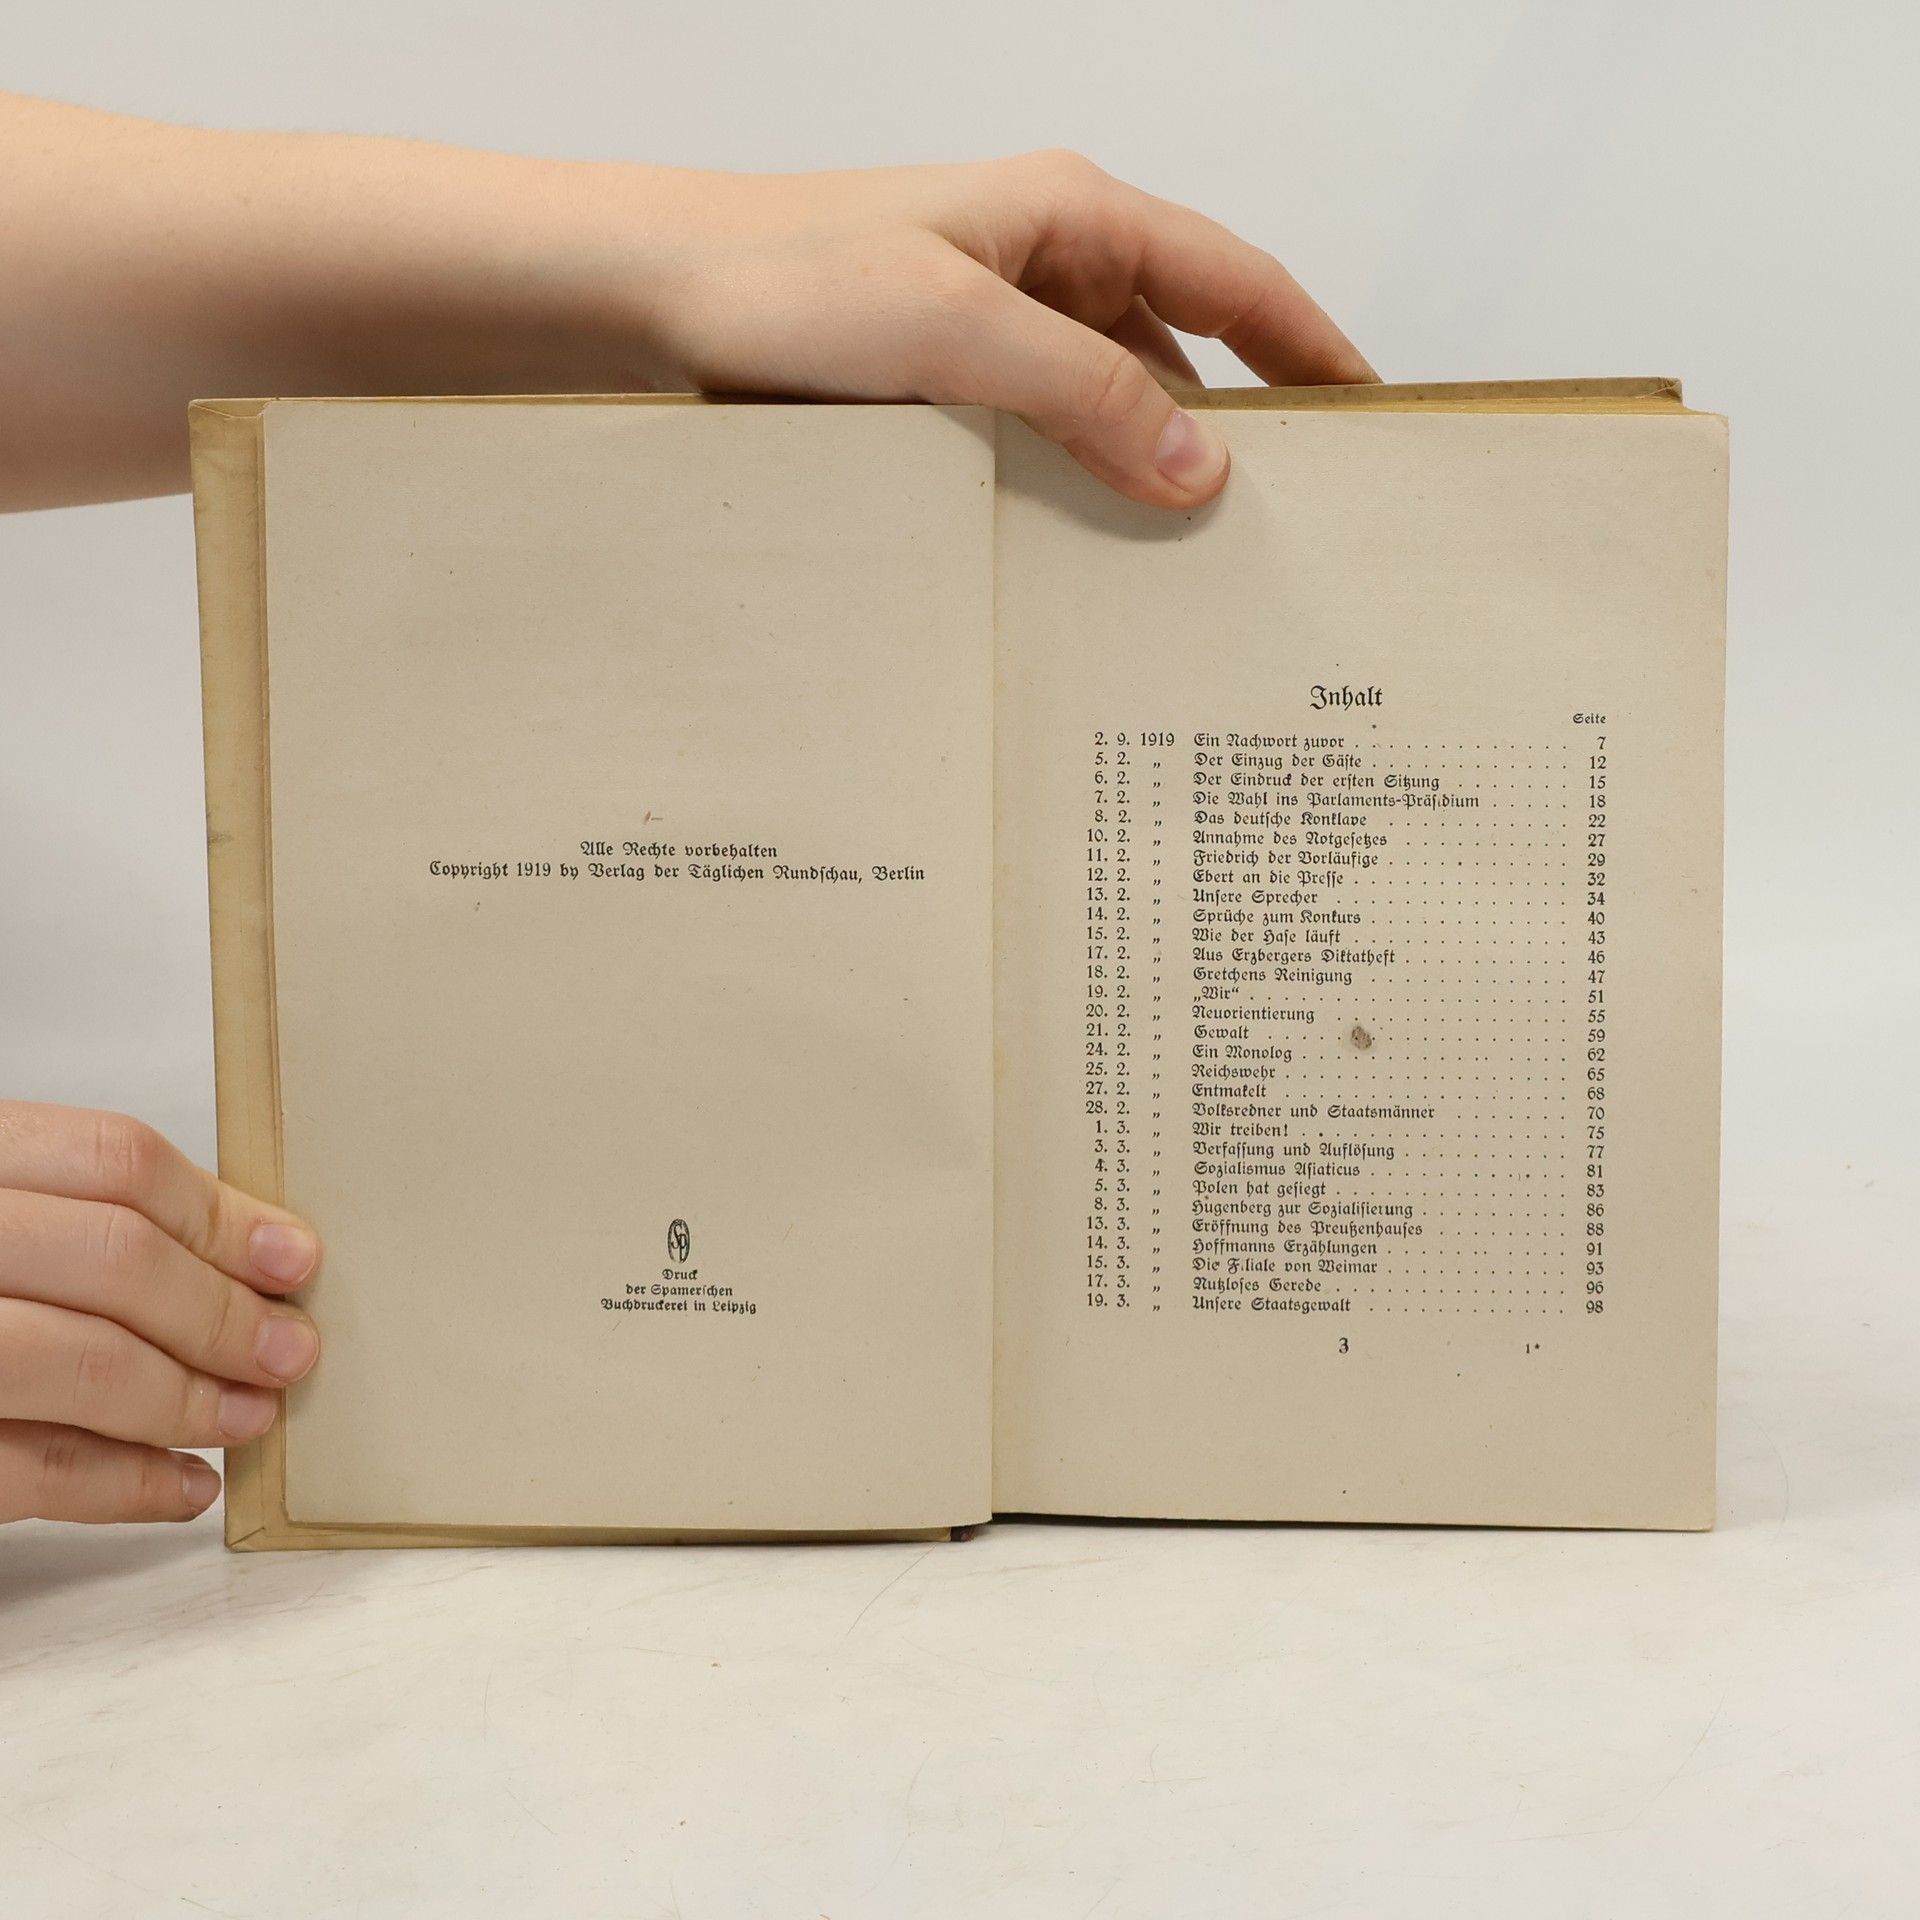 Alle Rechte vorbehalten
Copyright 1919 by Verlag der Täglichen Rundſchau, Berlin
SP
Druck
der Spamerſchen
Buchdruckerei in Leipzig
Inhalt
Seite
2. 9. 1919 Ein Nachwort zuvor . . . . . . . . . . . . . 7
5. 2. „ Der Einzug der Gäſte . . . . . . . . . . . . 12
6. 2. „ Der Eindruck der erſten Sitzung . . . . . . . 15
7. 2. „ Die Wahl ins Parlaments-Präſidium . . . . . 18
8. 2. „ Das deutſche Konklave . . . . . . . . . . . 22
10. 2. „ Annahme des Notgeſetzes . . . . . . . . . . 27
11. 2. „ Friedrich der Vorläufige . . . . . . . . . . . 29
12. 2. „ Ebert an die Preſſe . . . . . . . . . . . . . 32
13. 2. „ Unſere Sprecher . . . . . . . . . . . . . . 34
14. 2. „ Sprüche zum Konkurs . . . . . . . . . . . . 40
15. 2. „ Wie der Haſe läuft . . . . . . . . . . . . . 43
17. 2. „ Aus Erzbergers Diktatheft . . . . . . . . . . 46
18. 2. „ Gretchens Reinigung . . . . . . . . . . . . 47
19. 2. „ „Wir“ . . . . . . . . . . . . . . . . . . 51
20. 2. „ Neuorientierung . . . . . . . . . . . . . . 55
21. 2. „ Gewalt . . . . . . . . . . . . . . . . . 59
24. 2. „ Ein Monolog . . . . . . . . . . . . . . . 62
25. 2. „ Reichswehr . . . . . . . . . . . . . . . . 65
27. 2. „ Entmakelt . . . . . . . . . . . . . . . . 68
28. 2. „ Volksredner und Staatsmänner . . . . . . . 70
1. 3. „ Wir treiben! . . . . . . . . . . . . . . . 75
3. 3. „ Verfaſſung und Auflöſung . . . . . . . . . . 77
4. 3. „ Sozialismus Aſiaticus . . . . . . . . . . . . 81
5. 3. „ Polen hat geſiegt . . . . . . . . . . . . . . 83
8. 3. „ Hugenberg zur Sozialiſierung . . . . . . . . . 86
13. 3. „ Eröffnung des Preußenhauſes . . . . . . . . 88
14. 3. „ Hoffmanns Erzählungen . . . . . . . . . . . 91
15. 3. „ Die Filiale von Weimar . . . . . . . . . . . 93
17. 3. „ Nutzloſes Gerede . . . . . . . . . . . . . . 96
19. 3. „ Unſere Staatsgewalt . . . . . . . . . . . . 98
3 1*